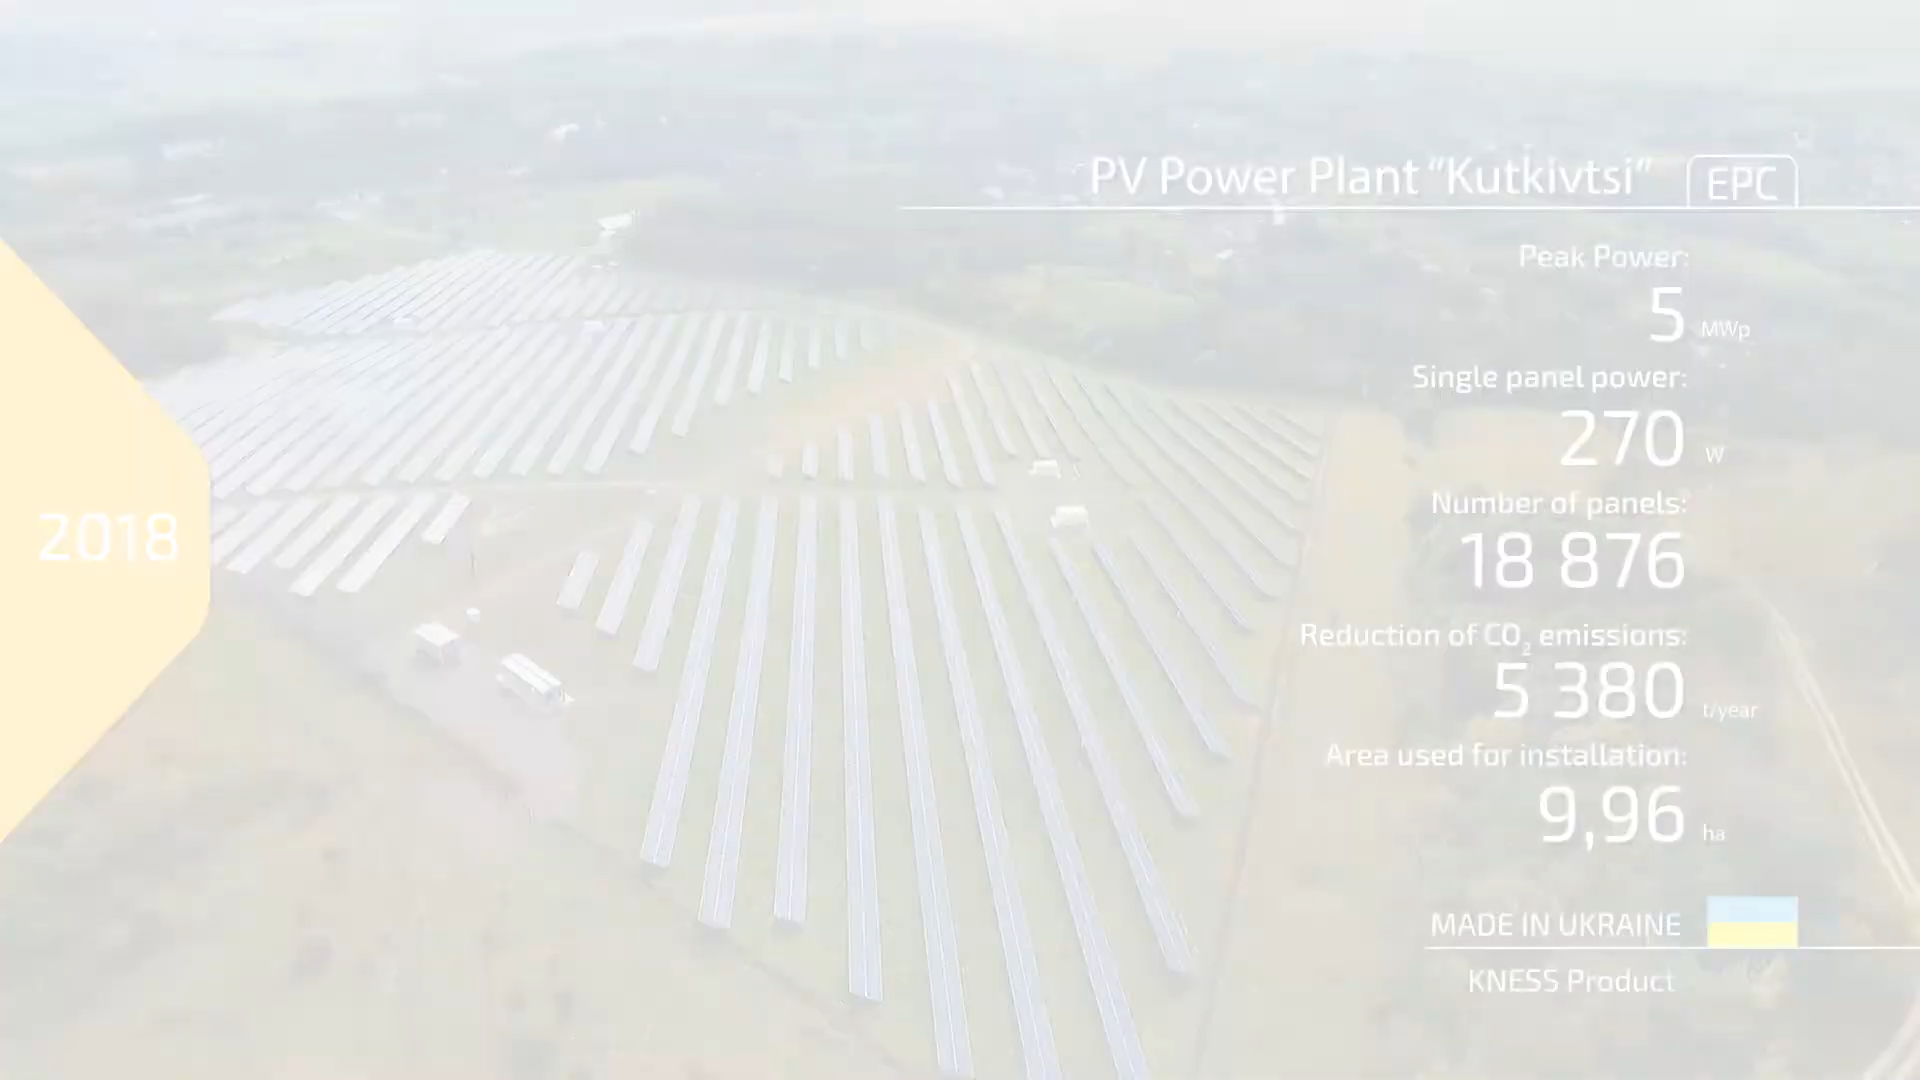 PV Power Plant “Kutkivtsi”
EPC
Peak Power:
5 MWp
Single panel power:
270 W
Number of panels:
18 876
2018
Reduction of CO₂ emissions:
5 380 t/year
Area used for installation:
9,96 ha
MADE IN UKRAINE
KNESS Product